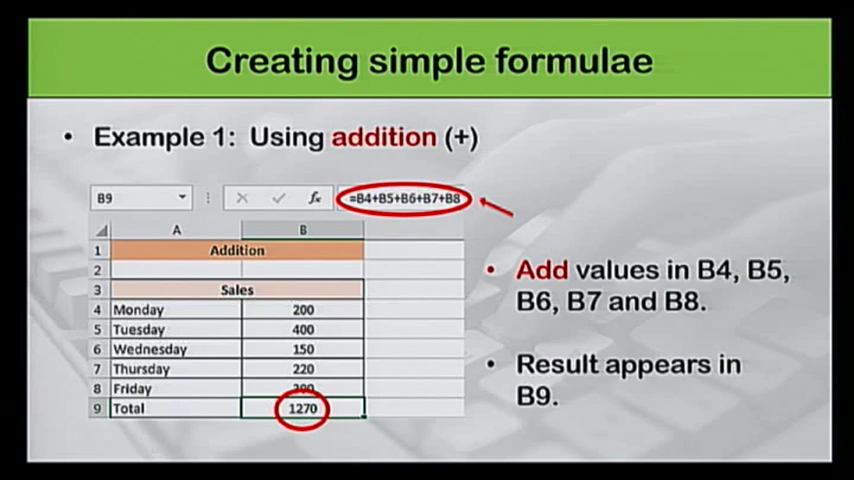 Creating simple formulae
• Example 1: Using addition (+)
B9 fx =B4+B5+B6+B7+B8
A B
1 Addition
2
3 Sales
4 Monday 200
5 Tuesday 400
6 Wednesday 150
7 Thursday 220
8 Friday 300
9 Total 1270
• Add values in B4, B5,
B6, B7 and B8.
• Result appears in
B9.